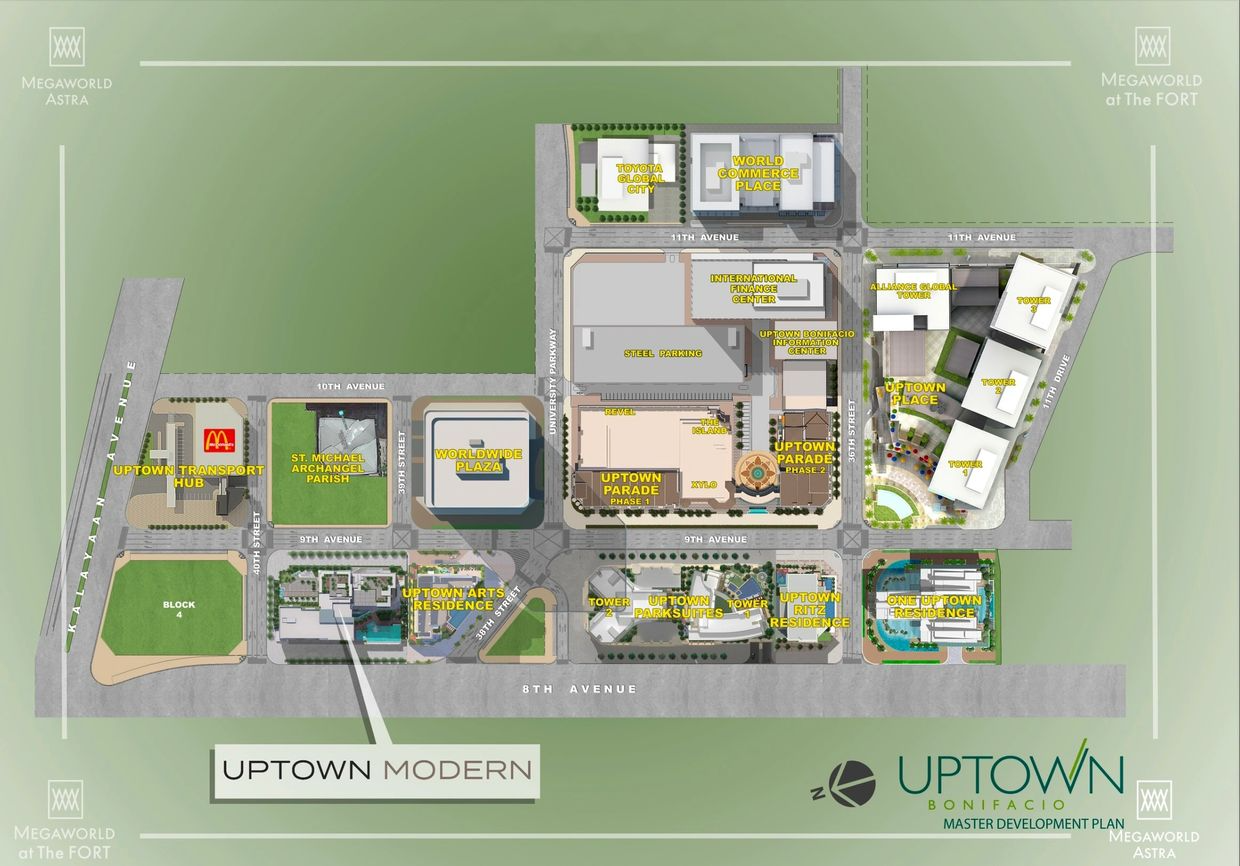 MEGAWORLD
ASTRA
MEGAWORLD
at The FORT
TOYOTA
GLOBAL
CITY
WORLD
COMMERCE
PLACE
11TH AVENUE
11TH AVENUE
INTERNATIONAL
FINANCE
CENTER
ALLIANCE GLOBAL
TOWER
TOWER
3
UPTOWN BONIFACIO
INFORMATION
CENTER
STEEL PARKING
UNIVERSITY PARKWAY
36TH STREET
11TH DRIVE
TOWER
2
UPTOWN
PLACE
KALAYAAN AVENUE
10TH AVENUE
REVEL
THE
ISLAND
McDonald's
UPTOWN TRANSPORT
HUB
ST. MICHAEL
ARCHANGEL
PARISH
39TH STREET
WORLDWIDE
PLAZA
UPTOWN
PARADE
PHASE 1
XYLO
UPTOWN
PARADE
PHASE 2
TOWER
1
40TH STREET
9TH AVENUE
9TH AVENUE
BLOCK
4
UPTOWN ARTS
RESIDENCE
38TH STREET
TOWER
2
UPTOWN
PARKSUITES
TOWER
1
UPTOWN
RITZ
RESIDENCE
ONE UPTOWN
RESIDENCE
8TH AVENUE
UPTOWN MODERN
N
UPTOWN
BONIFACIO
MASTER DEVELOPMENT PLAN
MEGAWORLD
at The FORT
MEGAWORLD
ASTRA